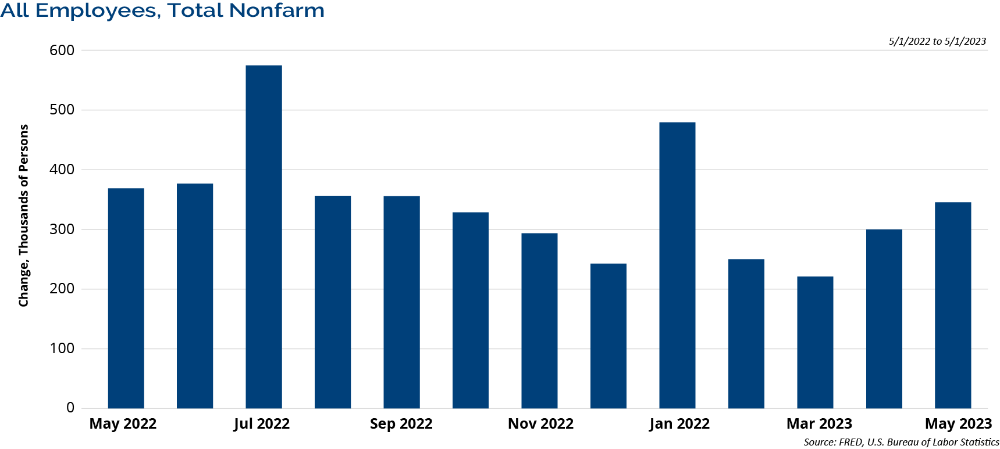 All Employees, Total Nonfarm
5/1/2022 to 5/1/2023
Change, Thousands of Persons
600
500
400
300
200
100
0
May 2022 Jul 2022 Sep 2022 Nov 2022 Jan 2022 Mar 2023 May 2023
Source: FRED, U.S. Bureau of Labor Statistics